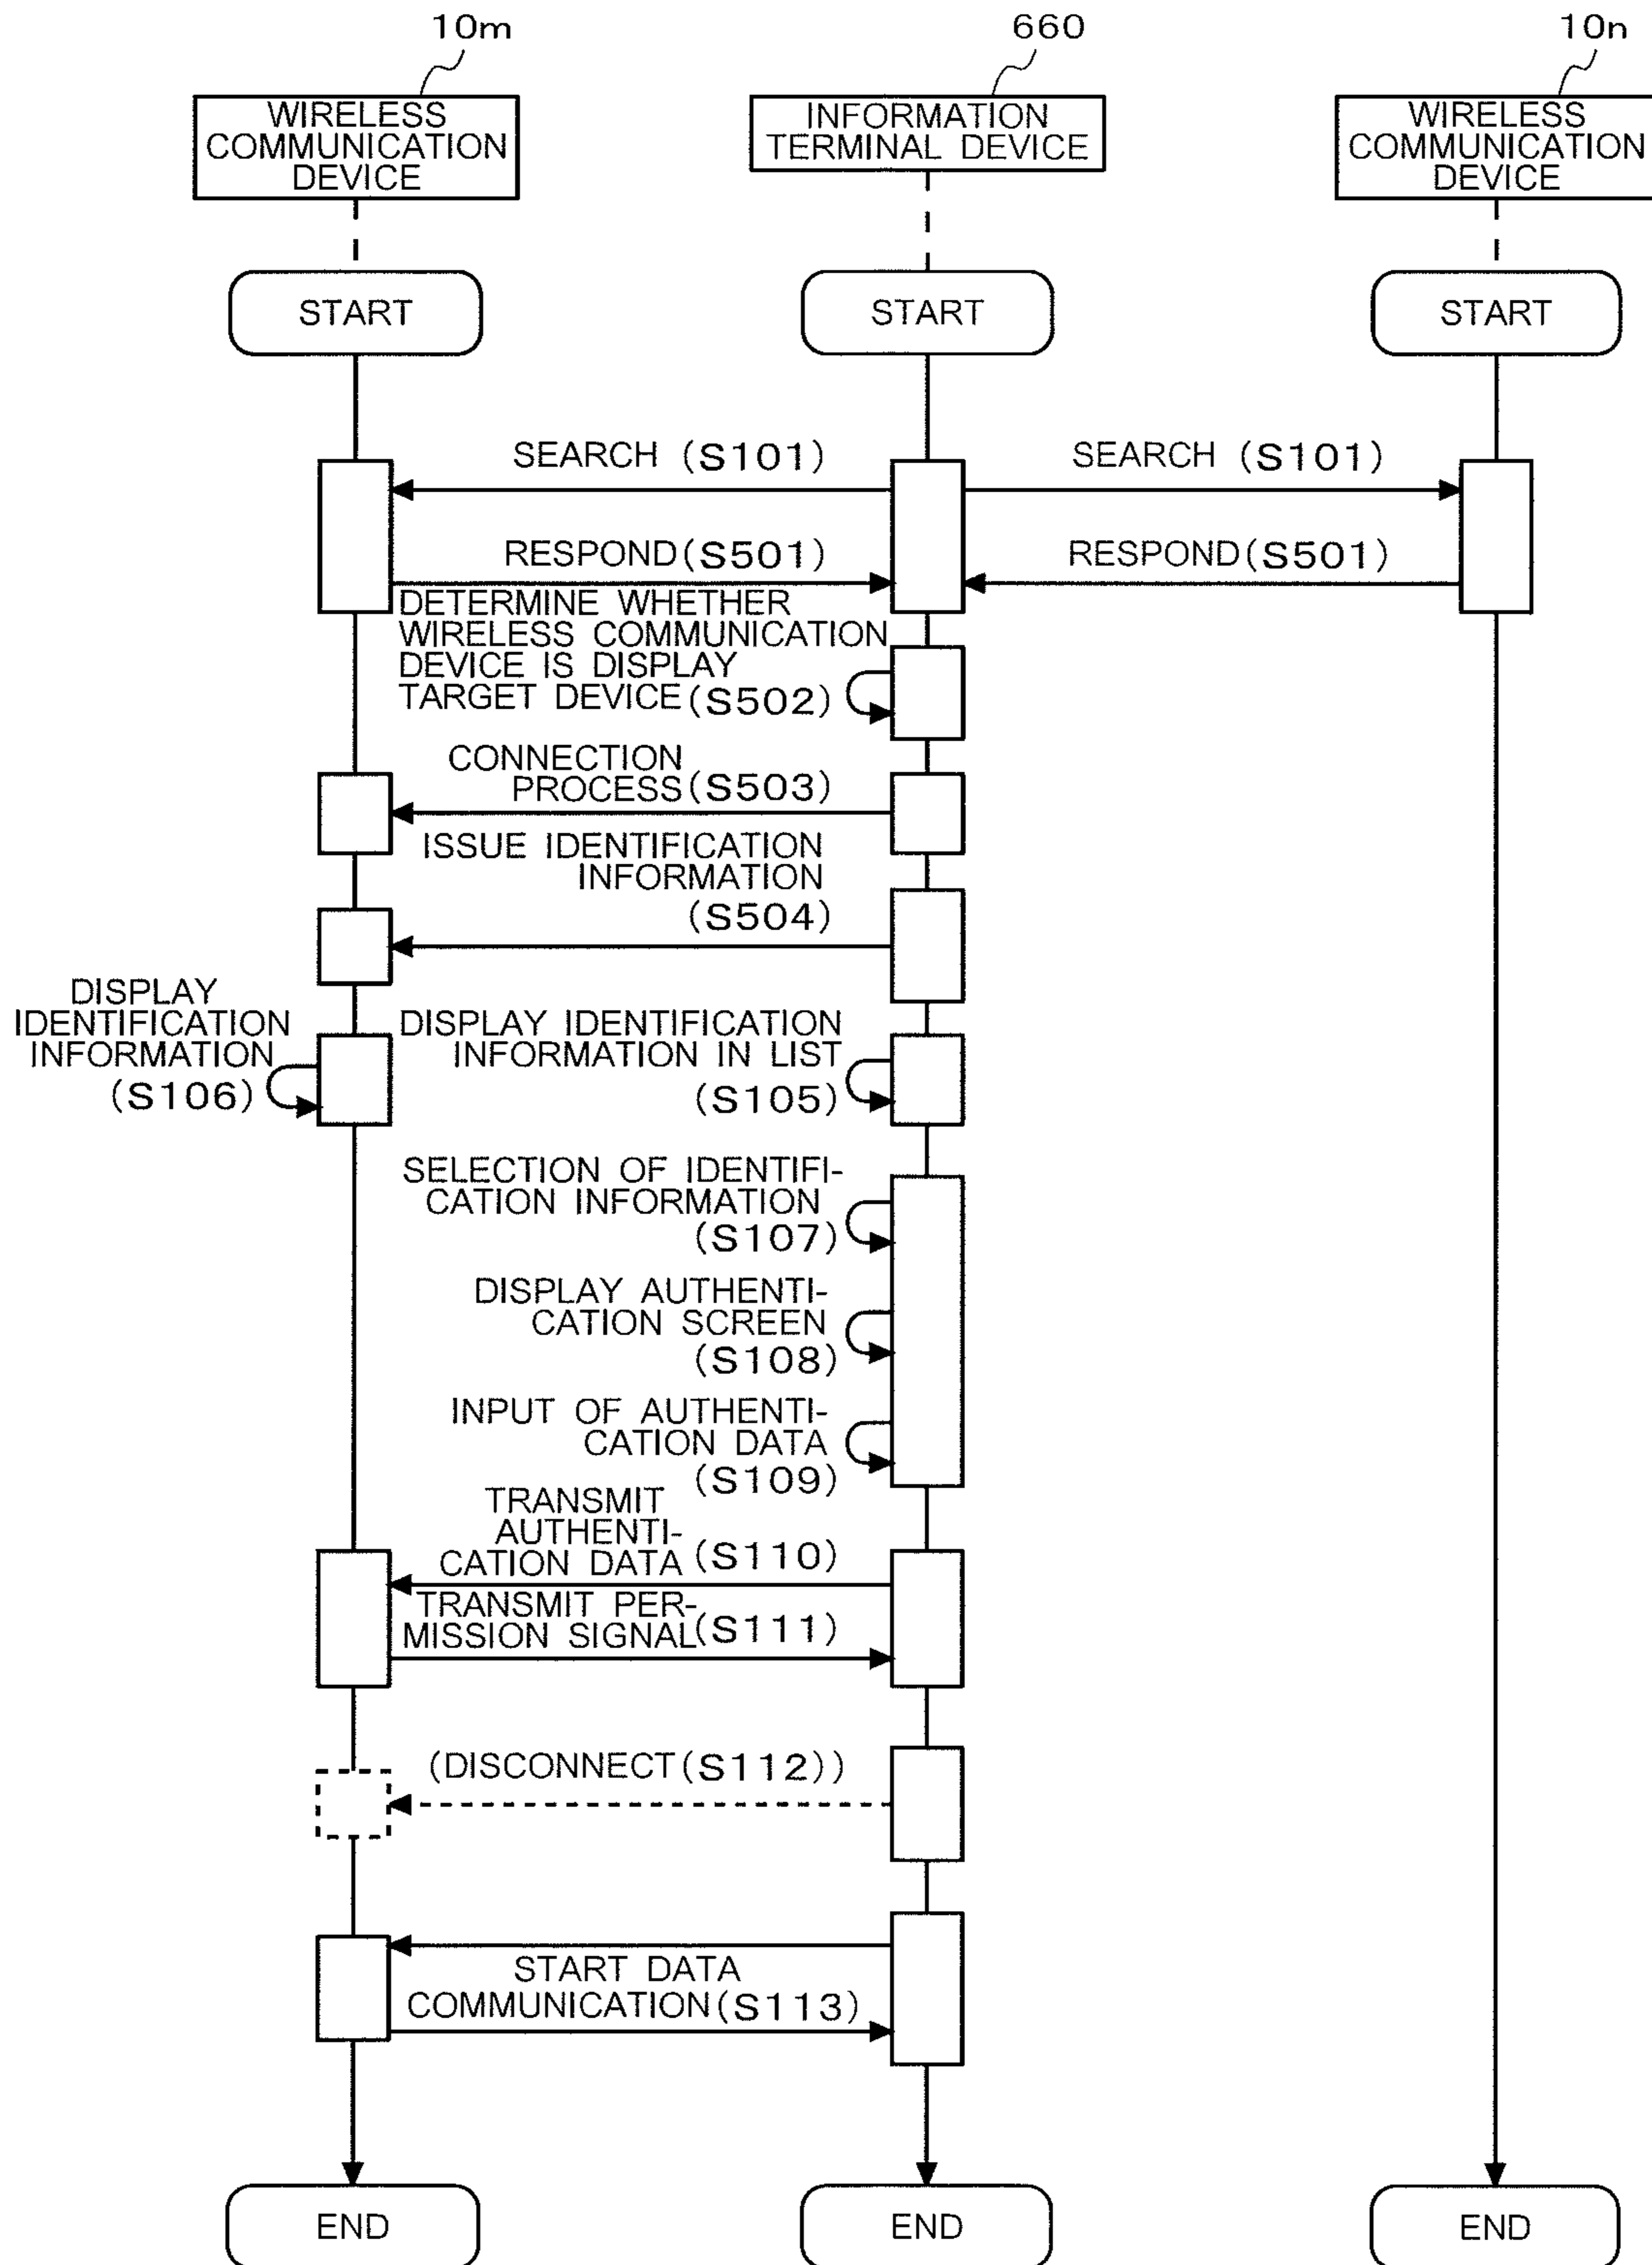 10m
660
10n
WIRELESS
COMMUNICATION
DEVICE
INFORMATION
TERMINAL DEVICE
WIRELESS
COMMUNICATION
DEVICE
START
START
START
SEARCH (S101)
SEARCH (S101)
RESPOND(S501)
RESPOND(S501)
DETERMINE WHETHER
WIRELESS COMMUNICATION
DEVICE IS DISPLAY
TARGET DEVICE(S502)
CONNECTION
PROCESS(S503)
ISSUE IDENTIFICATION
INFORMATION
(S504)
DISPLAY
IDENTIFICATION
INFORMATION
(S106)
DISPLAY IDENTIFICATION
INFORMATION IN LIST
(S105)
SELECTION OF IDENTIFI-
CATION INFORMATION
(S107)
DISPLAY AUTHENTI-
CATION SCREEN
(S108)
INPUT OF AUTHENTI-
CATION DATA
(S109)
TRANSMIT
AUTHENTI-
CATION DATA (S110)
TRANSMIT PER-
MISSION SIGNAL(S111)
(DISCONNECT(S112))
START DATA
COMMUNICATION(S113)
END
END
END